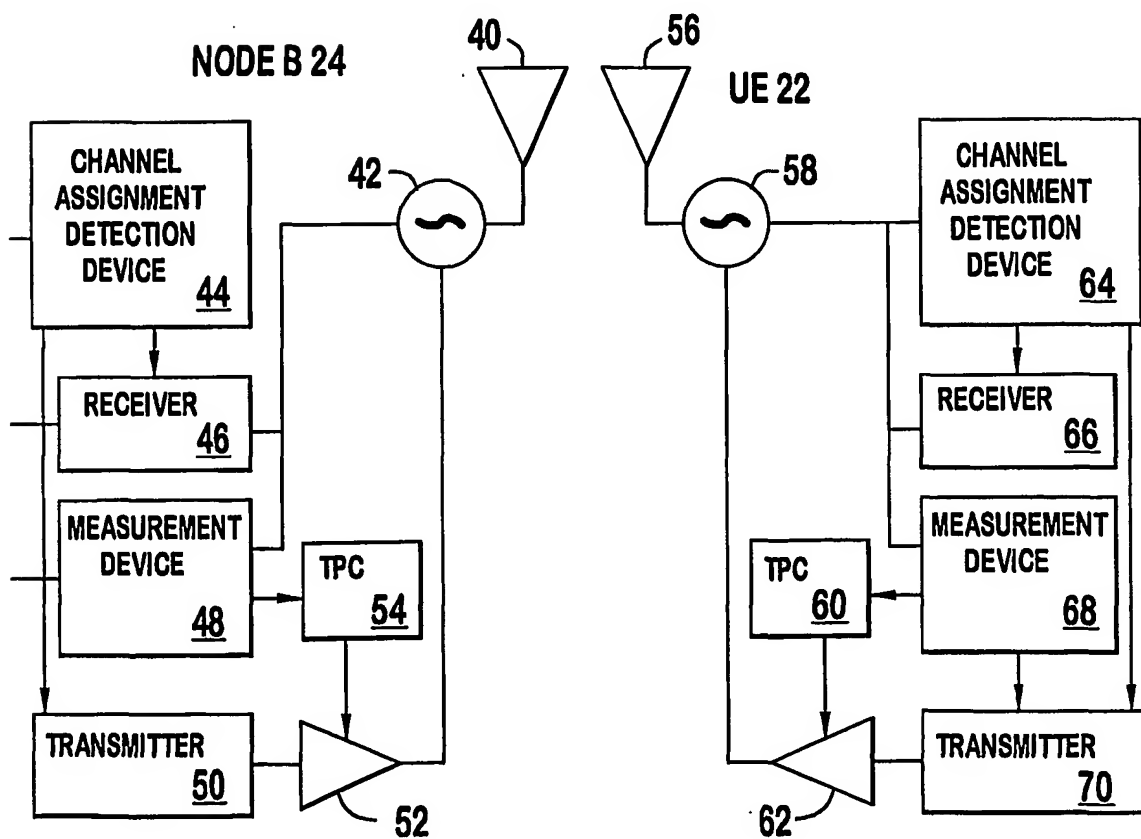 NODE B 24
40
56
UE 22
CHANNEL
ASSIGNMENT
DETECTION
DEVICE
44
42
58
CHANNEL
ASSIGNMENT
DETECTION
DEVICE
64
RECEIVER
46
RECEIVER
66
MEASUREMENT
DEVICE
48
TPC
54
TPC
60
MEASUREMENT
DEVICE
68
TRANSMITTER
50
52
62
TRANSMITTER
70